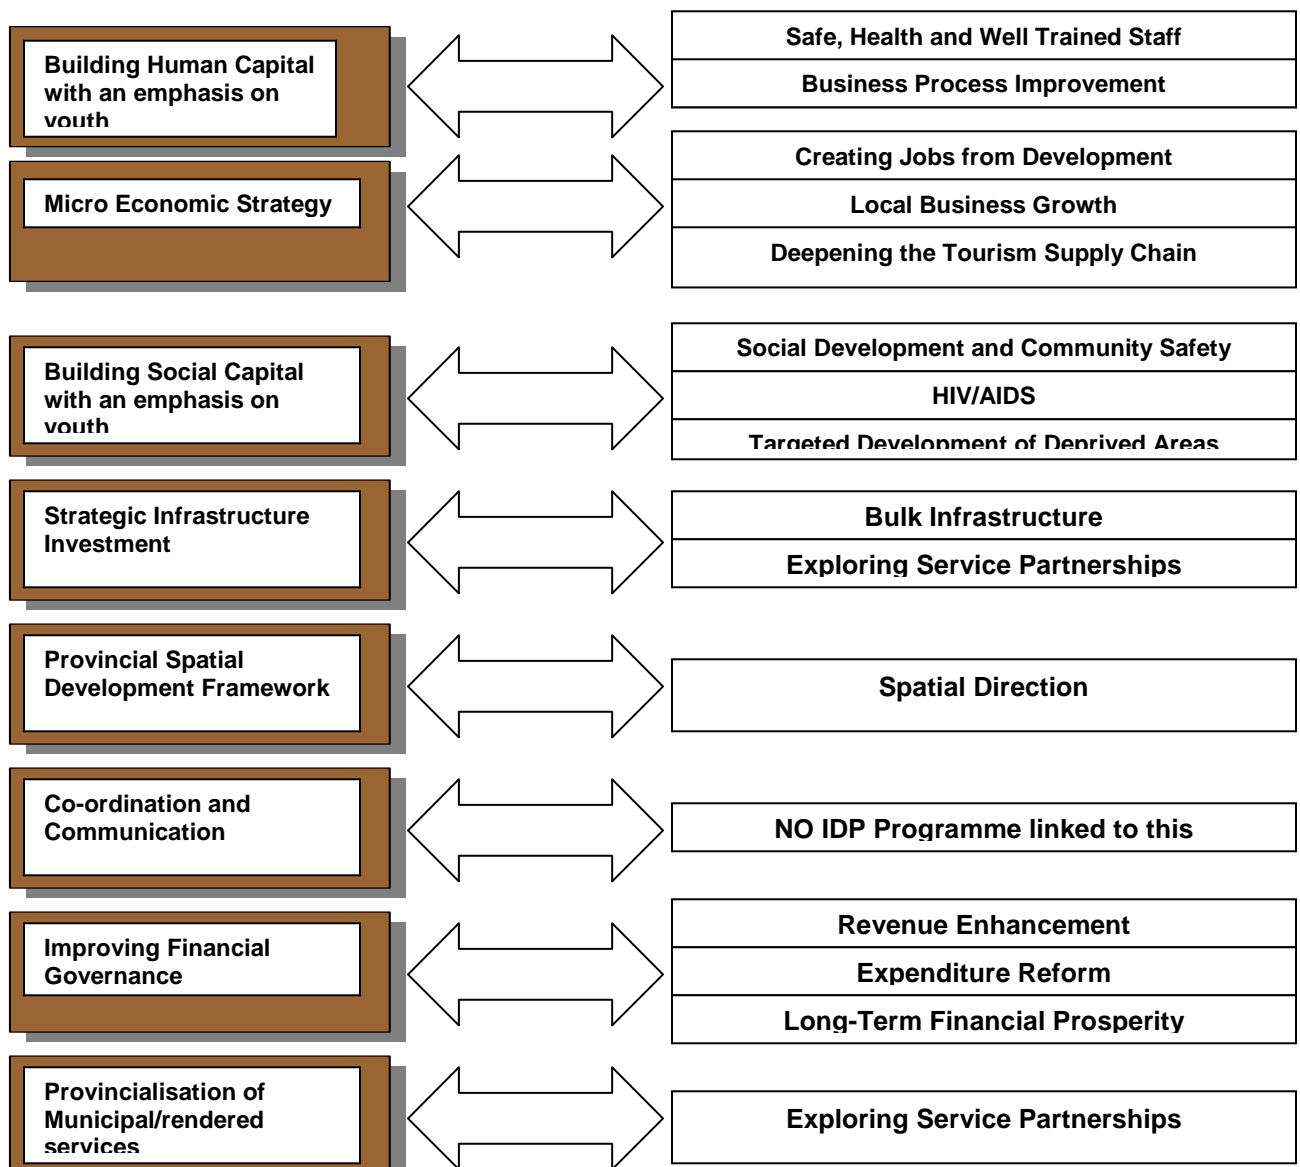 Building Human Capital
with an emphasis on
youth
Safe, Health and Well Trained Staff
Business Process Improvement
Micro Economic Strategy
Creating Jobs from Development
Local Business Growth
Deepening the Tourism Supply Chain
Building Social Capital
with an emphasis on
youth
Social Development and Community Safety
HIV/AIDS
Targeted Development of Deprived Areas
Strategic Infrastructure
Investment
Bulk Infrastructure
Exploring Service Partnerships
Provincial Spatial
Development Framework
Spatial Direction
Co-ordination and
Communication
NO IDP Programme linked to this
Improving Financial
Governance
Revenue Enhancement
Expenditure Reform
Long-Term Financial Prosperity
Provincialisation of
Municipal/rendered
services
Exploring Service Partnerships